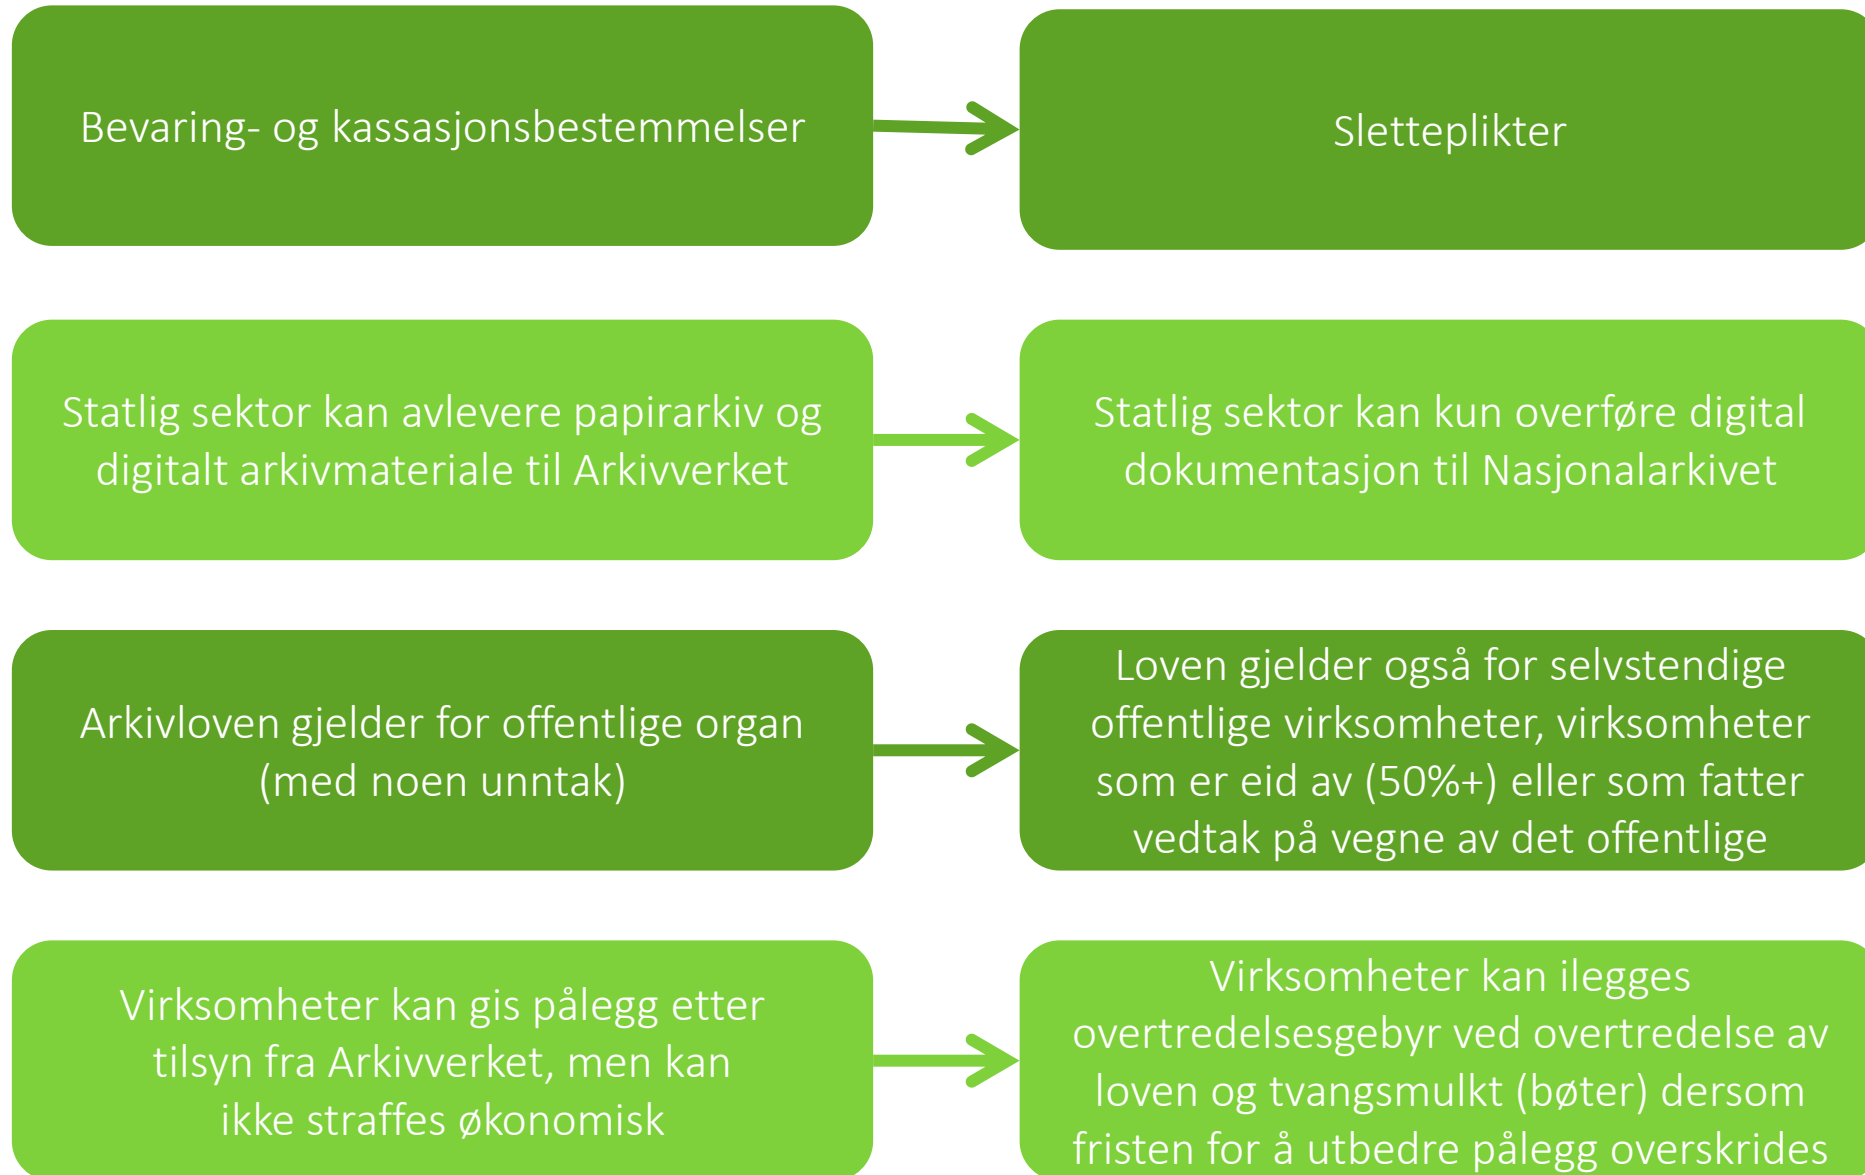 Bevaring- og kassasjonsbestemmelser
Sletteplikter
Statlig sektor kan avlevere papirarkiv og
digitalt arkivmateriale til Arkivverket
Statlig sektor kan kun overføre digital
dokumentasjon til Nasjonalarkivet
Arkivloven gjelder for offentlige organ
(med noen unntak)
Loven gjelder også for selvstendige
offentlige virksomheter, virksomheter
som er eid av (50%+) eller som fatter
vedtak på vegne av det offentlige
Virksomheter kan gis pålegg etter
tilsyn fra Arkivverket, men kan
ikke straffes økonomisk
Virksomheter kan ilegges
overtredelsesgebyr ved overtredelse av
loven og tvangsmulkt (bøter) dersom
fristen for å utbedre pålegg overskrides